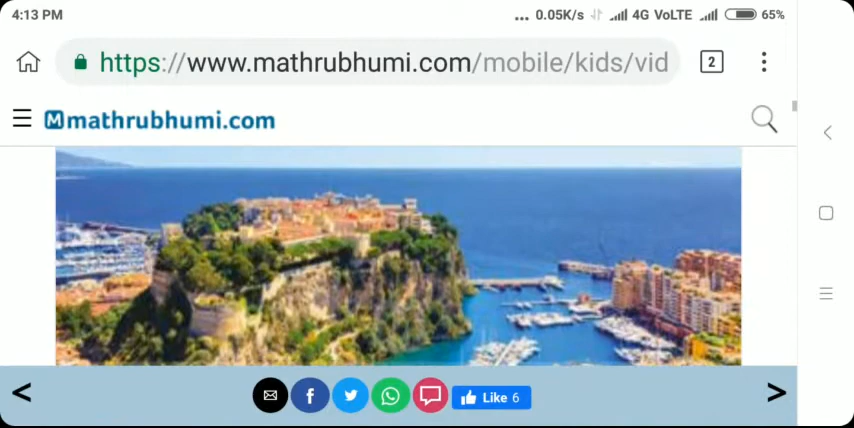 4:13 PM
... 0.05K/s 4G VoLTE 65%
https://www.mathrubhumi.com/mobile/kids/vid
2
M mathrubhumi.com
f
Like 6